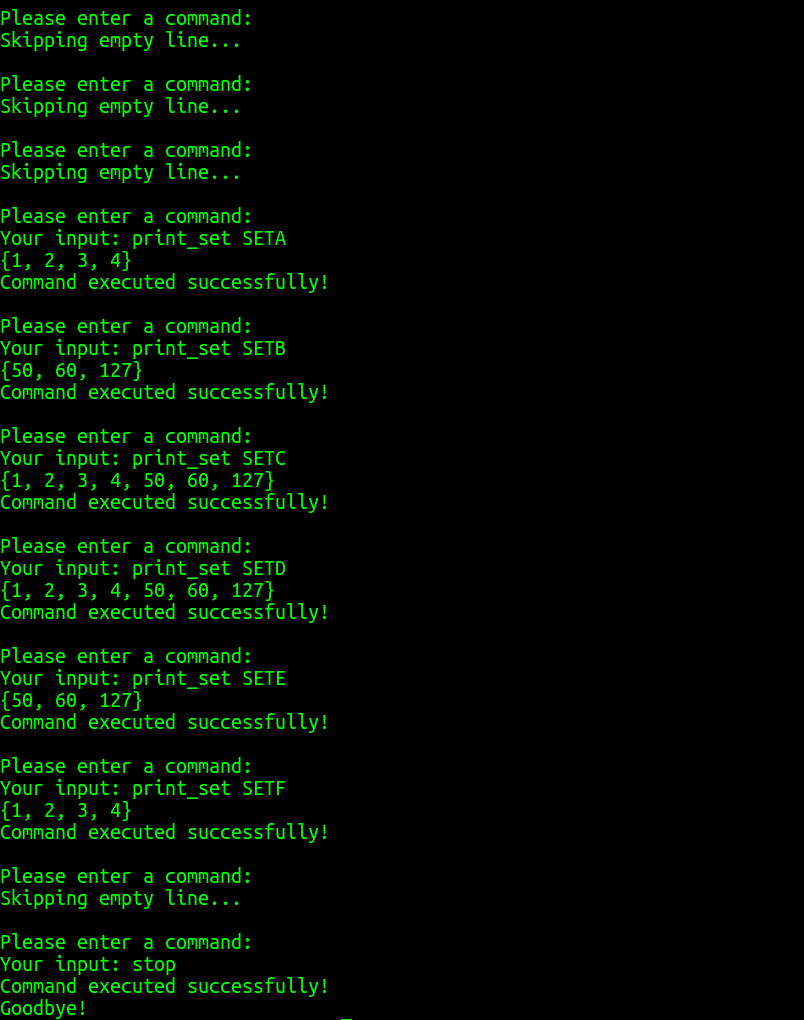 Please enter a command:
Skipping empty line...
Please enter a command:
Skipping empty line...
Please enter a command:
Skipping empty line...
Please enter a command:
Your input: print_set SETA
{1, 2, 3, 4}
Command executed successfully!
Please enter a command:
Your input: print_set SETB
{50, 60, 127}
Command executed successfully!
Please enter a command:
Your input: print_set SETC
{1, 2, 3, 4, 50, 60, 127}
Command executed successfully!
Please enter a command:
Your input: print_set SETD
{1, 2, 3, 4, 50, 60, 127}
Command executed successfully!
Please enter a command:
Your input: print_set SETE
{50, 60, 127}
Command executed successfully!
Please enter a command:
Your input: print_set SETF
{1, 2, 3, 4}
Command executed successfully!
Please enter a command:
Skipping empty line...
Please enter a command:
Your input: stop
Command executed successfully!
Goodbye!